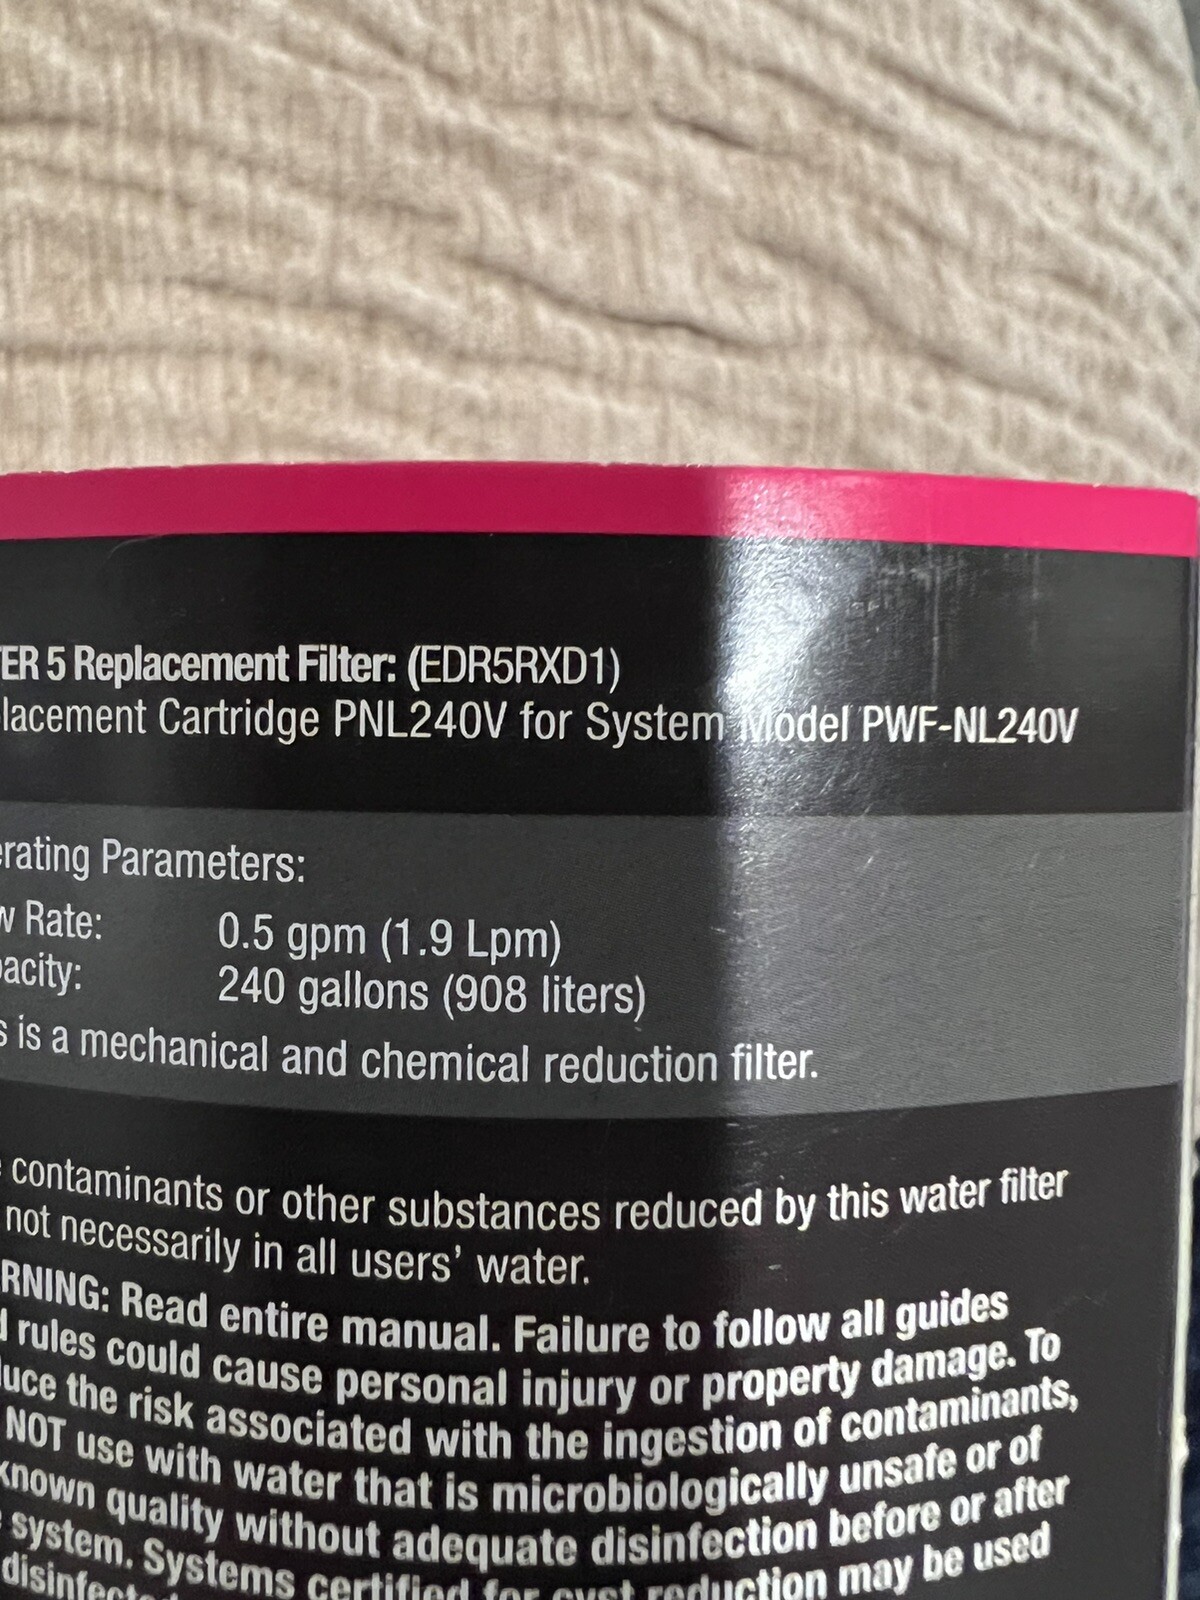 TER 5 Replacement Filter: (EDR5RXD1)
lacement Cartridge PNL240V for System Model PWF-NL240V
erating Parameters:
w Rate: 0.5 gpm (1.9 Lpm)
pacity: 240 gallons (908 liters)
s is a mechanical and chemical reduction filter.
contaminants or other substances reduced by this water filter
not necessarily in all users' water.
RNING: Read entire manual. Failure to follow all guides
d rules could cause personal injury or property damage. To
duce the risk associated with the ingestion of contaminants,
NOT use with water that is microbiologically unsafe or of
known quality without adequate disinfection before or after
system. Systems certified for cyst reduction may be used
disinfected